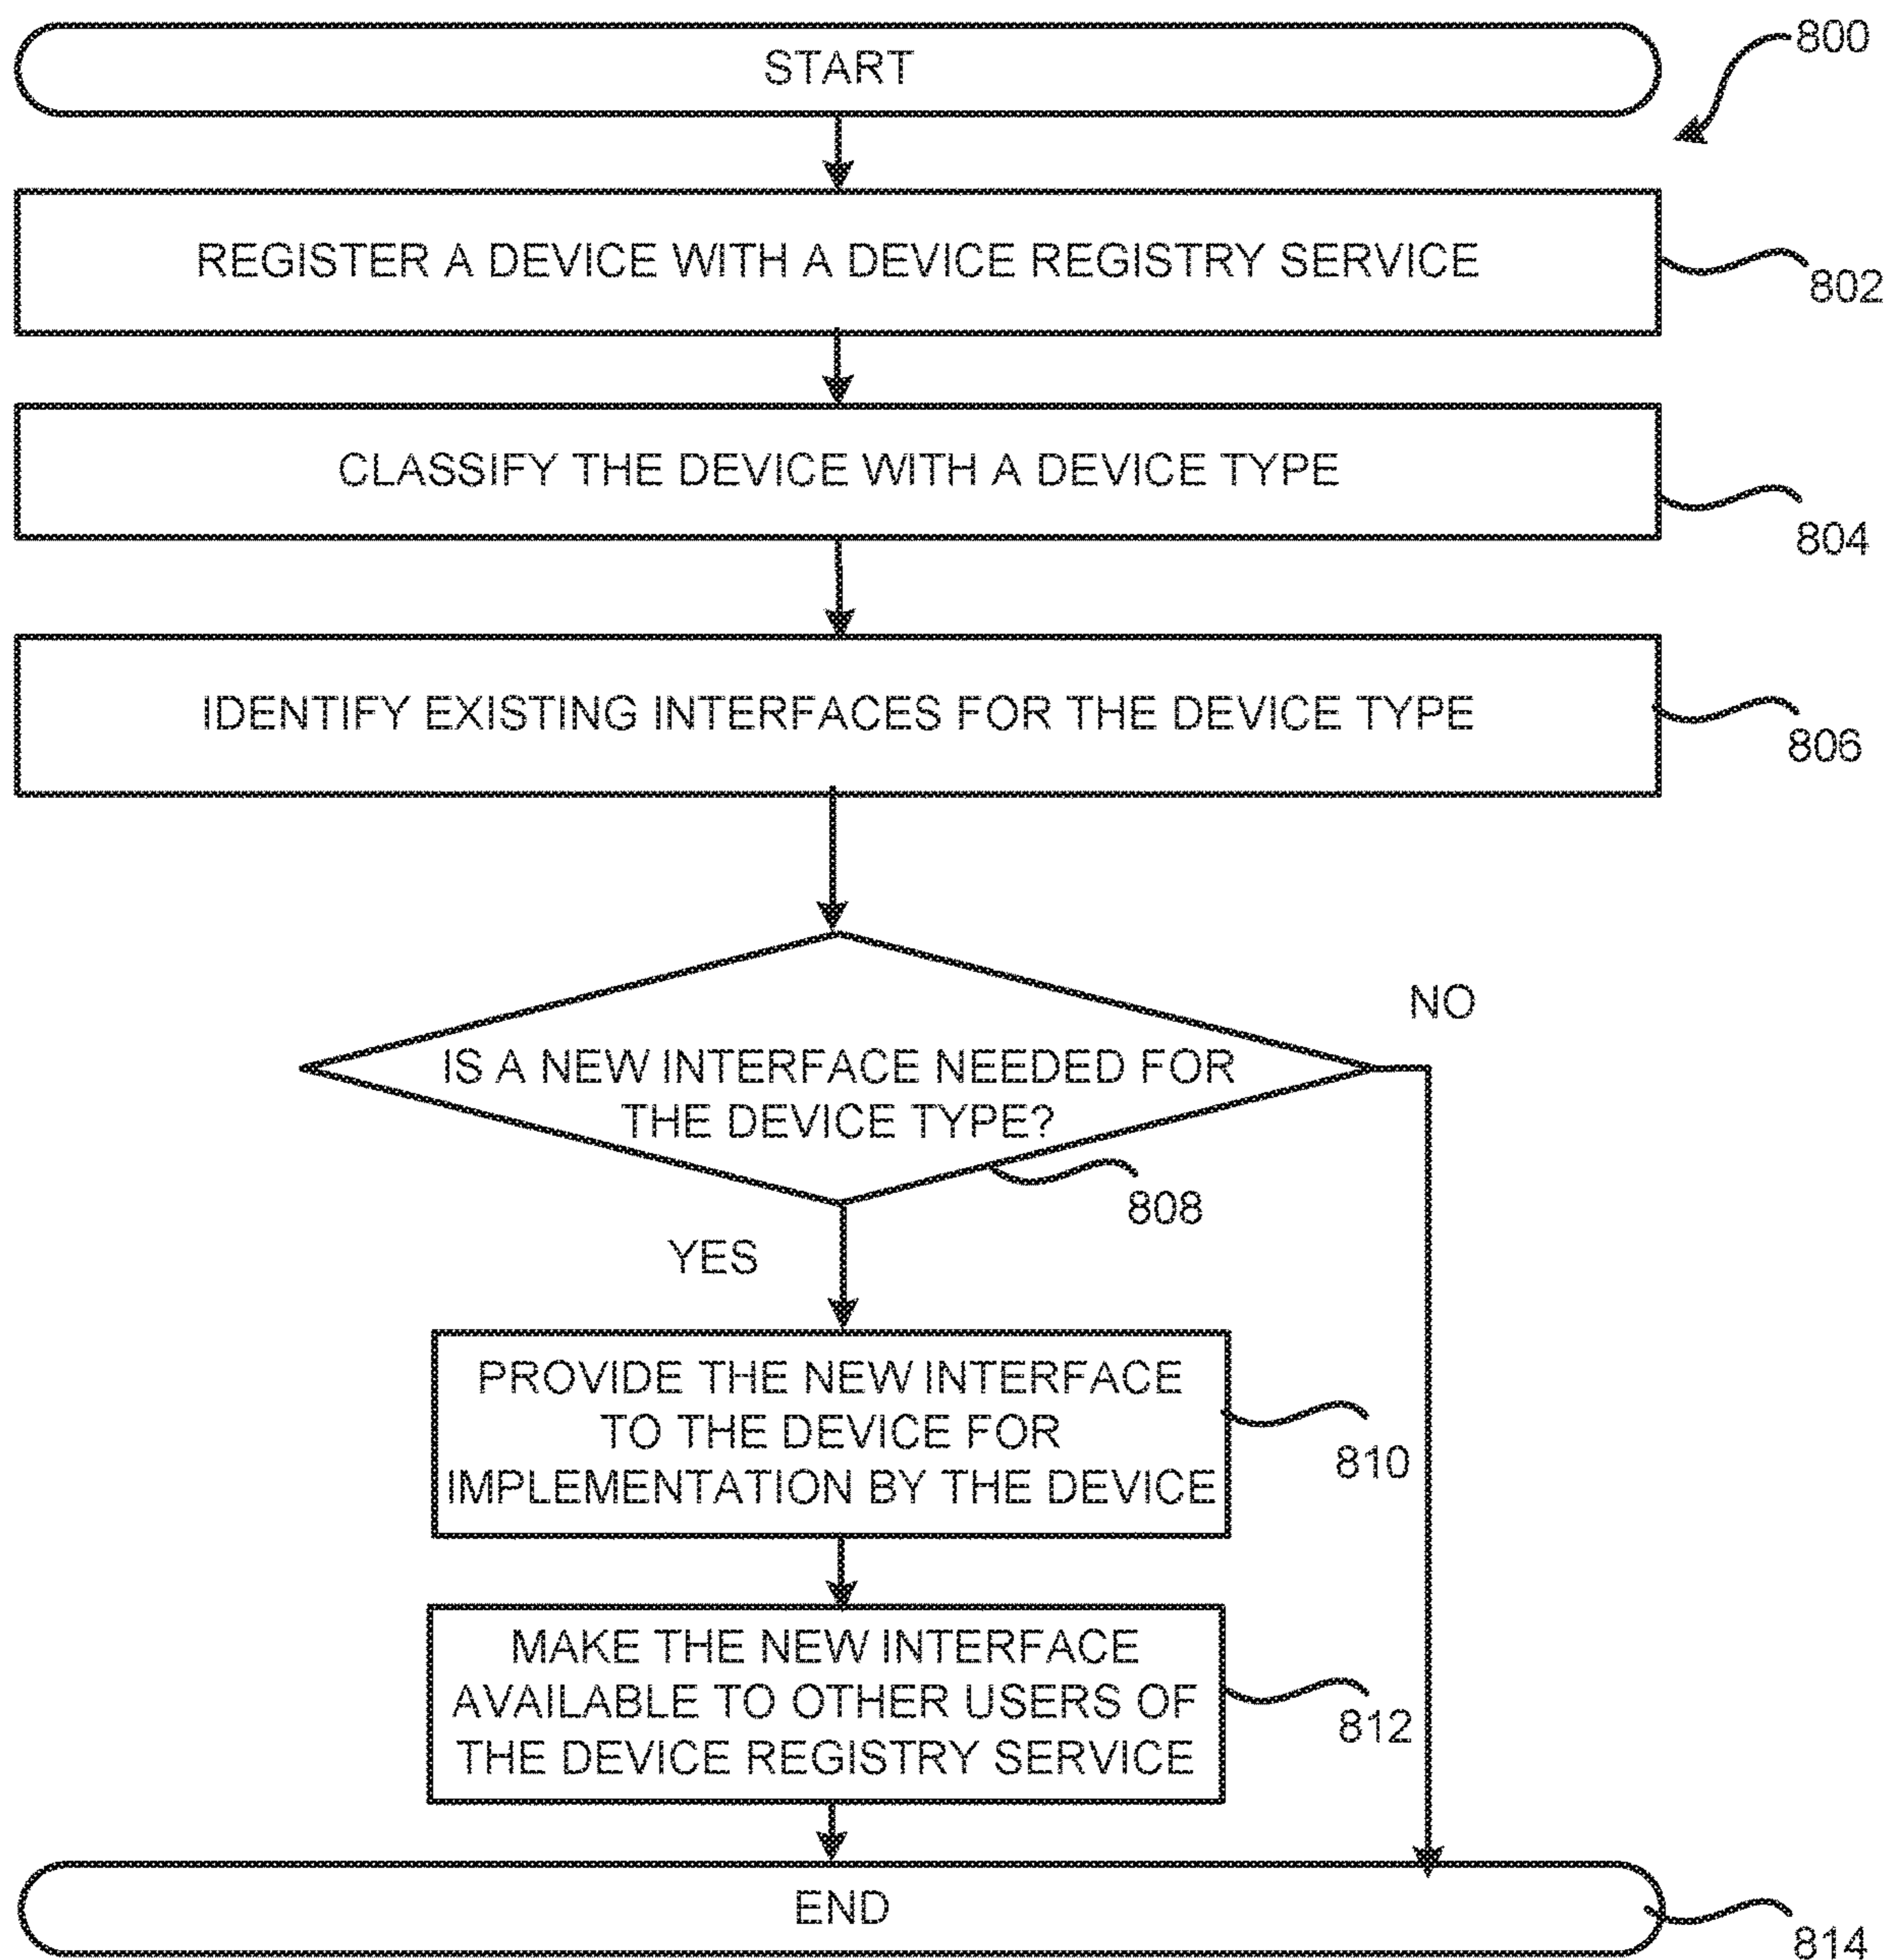 START
800
REGISTER A DEVICE WITH A DEVICE REGISTRY SERVICE
802
CLASSIFY THE DEVICE WITH A DEVICE TYPE
804
IDENTIFY EXISTING INTERFACES FOR THE DEVICE TYPE
806
NO
IS A NEW INTERFACE NEEDED FOR
THE DEVICE TYPE?
808
YES
PROVIDE THE NEW INTERFACE
TO THE DEVICE FOR
IMPLEMENTATION BY THE DEVICE
810
MAKE THE NEW INTERFACE
AVAILABLE TO OTHER USERS OF
THE DEVICE REGISTRY SERVICE
812
END
814